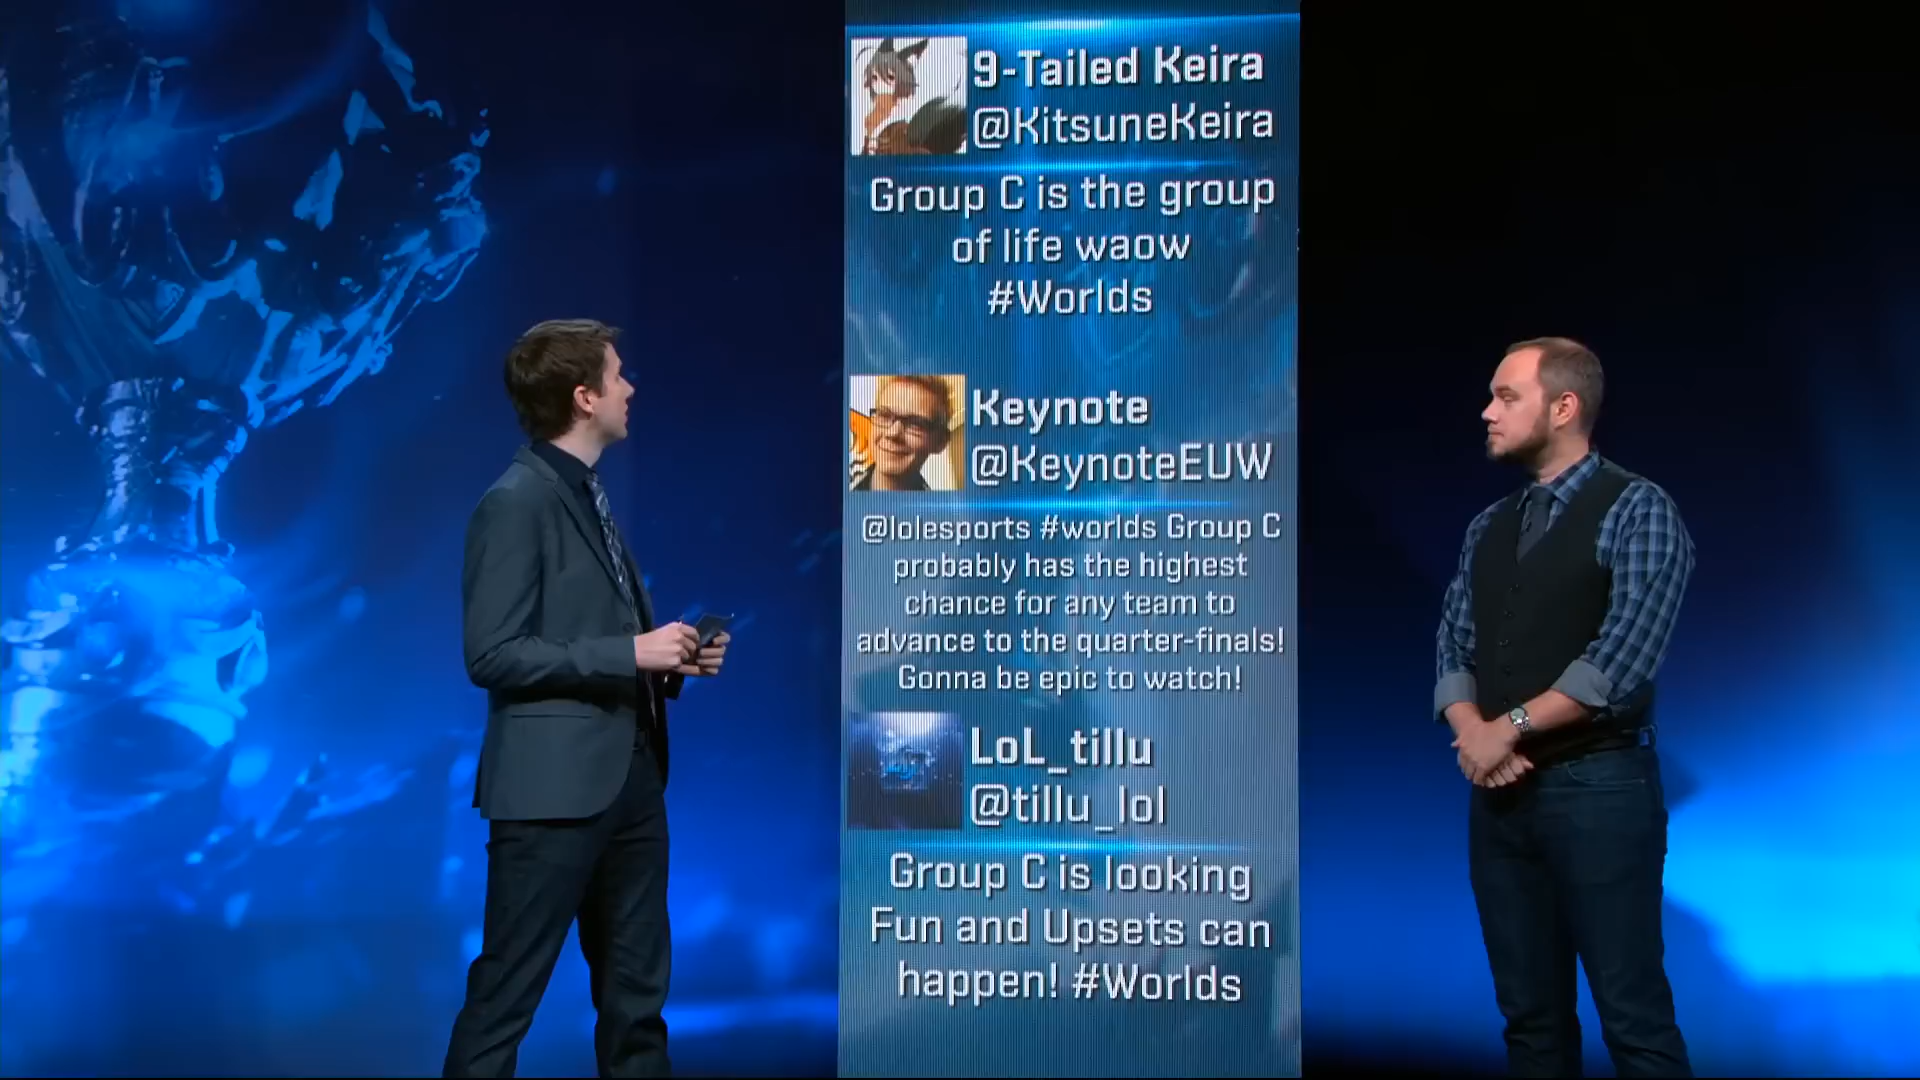 9-Tailed Keira
@KitsuneKeira
Group C is the group
of life waow
#Worlds
Keynote
@KeynoteEUW
@lolesports #worlds Group C
probably has the highest
chance for any team to
advance to the quarter-finals!
Gonna be epic to watch!
LoL_tillu
@tillu_lol
Group C is looking
Fun and Upsets can
happen! #Worlds